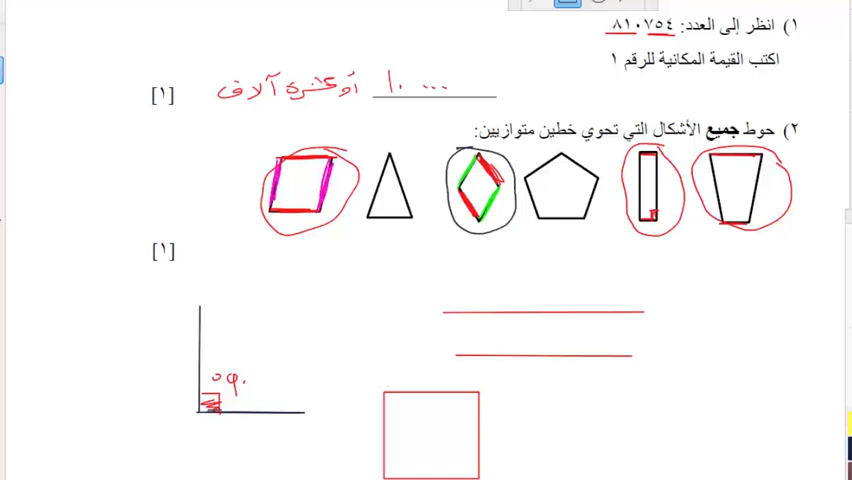 ١) انظر إلى العدد: ٨١٠٧٥٤
اكتب القيمة المكانية للرقم ١
١٠٠٠٠ أو عشرة آلاف [١]
٢) حوط جميع الأشكال التي تحوي خطين متوازيين:
[١]
٩٠°